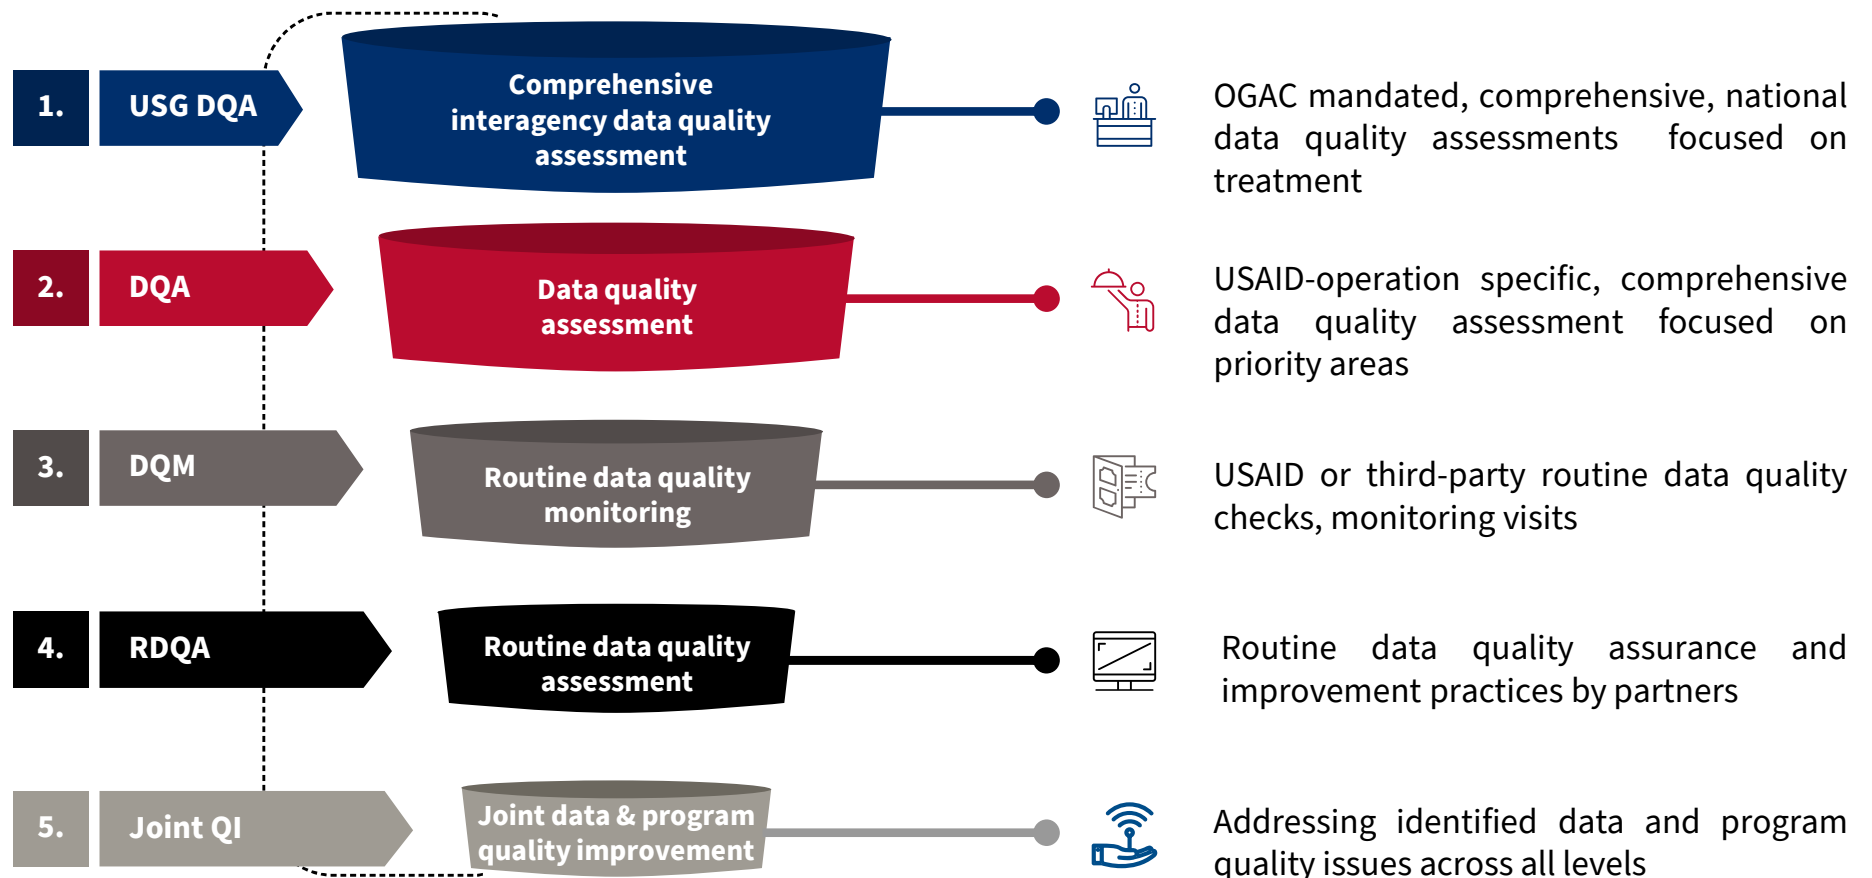 1.
USG DQA
Comprehensive
interagency data quality
assessment
OGAC mandated, comprehensive, national
data quality assessments focused on
treatment
2.
DQA
Data quality
assessment
USAID-operation specific, comprehensive
data quality assessment focused on
priority areas
3.
DQM
Routine data quality
monitoring
USAID or third-party routine data quality
checks, monitoring visits
4.
RDQA
Routine data quality
assessment
Routine data quality assurance and
improvement practices by partners
5.
Joint QI
Joint data & program
quality improvement
Addressing identified data and program
quality issues across all levels